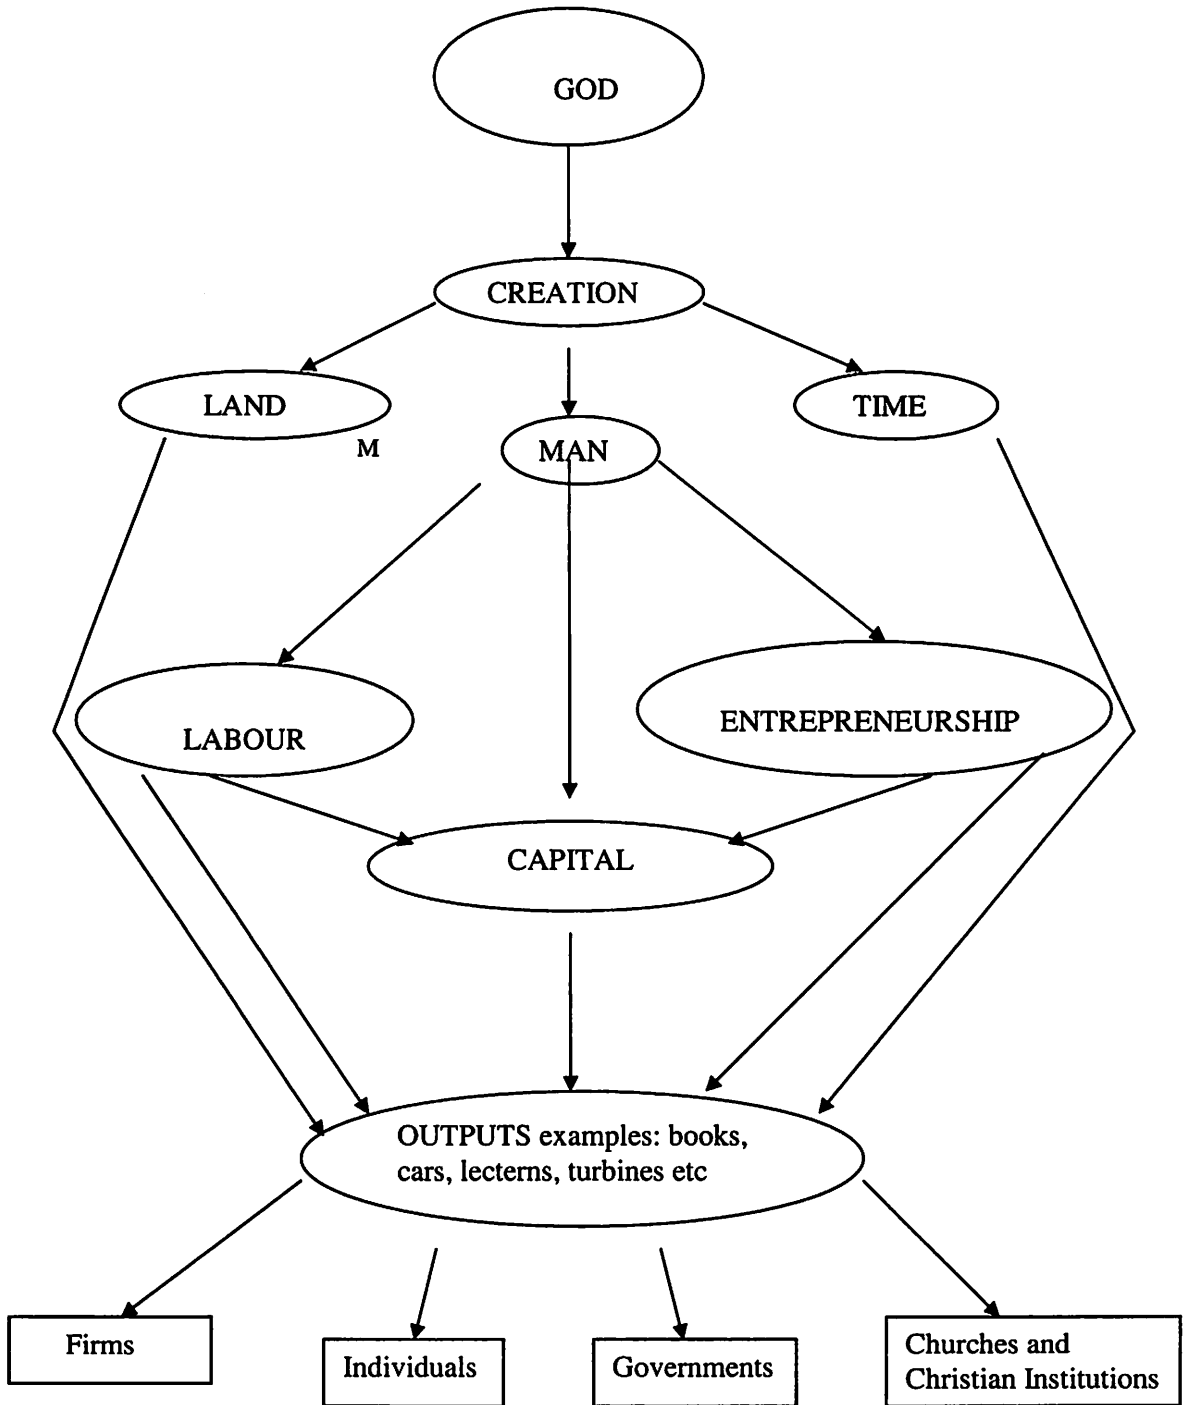 GOD
CREATION
LAND
TIME
M
MAN
LABOUR
ENTREPRENEURSHIP
CAPITAL
OUTPUTS examples: books,
cars, lecterns, turbines etc
Firms
Individuals
Governments
Churches and
Christian Institutions